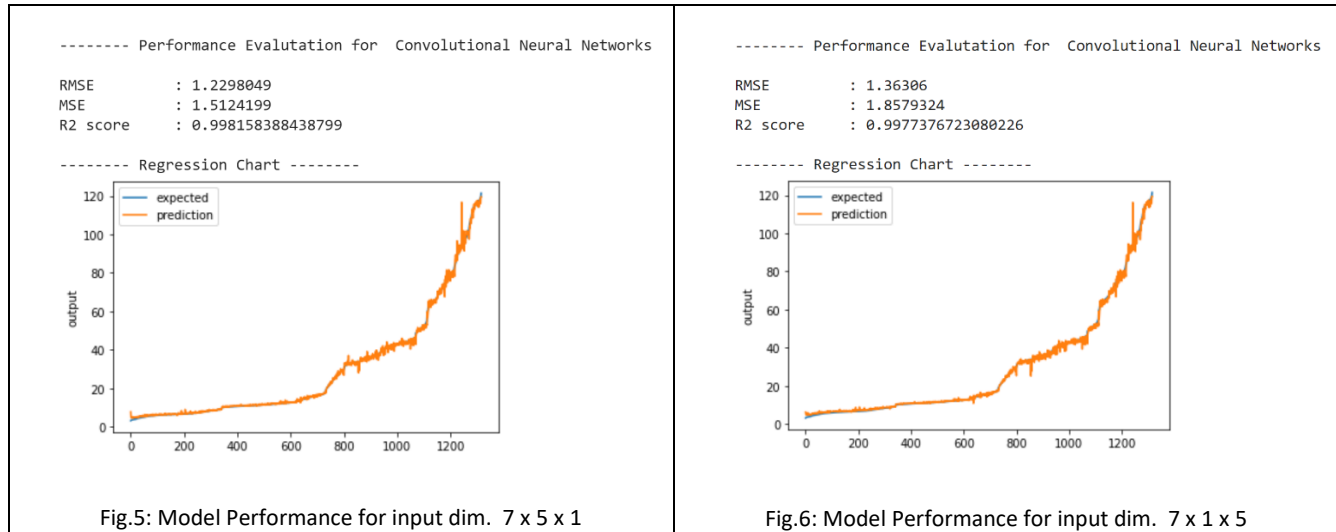 -------- Performance Evalutation for  Convolutional Neural Networks
RMSE : 1.2298049
MSE : 1.5124199
R2 score : 0.998158388438799
-------- Regression Chart --------
expected
prediction
output
120
100
80
60
40
20
0
0 200 400 600 800 1000 1200
Fig.5: Model Performance for input dim. 7 x 5 x 1
-------- Performance Evalutation for  Convolutional Neural Networks
RMSE : 1.36306
MSE : 1.8579324
R2 score : 0.9977376723080226
-------- Regression Chart --------
expected
prediction
output
120
100
80
60
40
20
0
0 200 400 600 800 1000 1200
Fig.6: Model Performance for input dim. 7 x 1 x 5